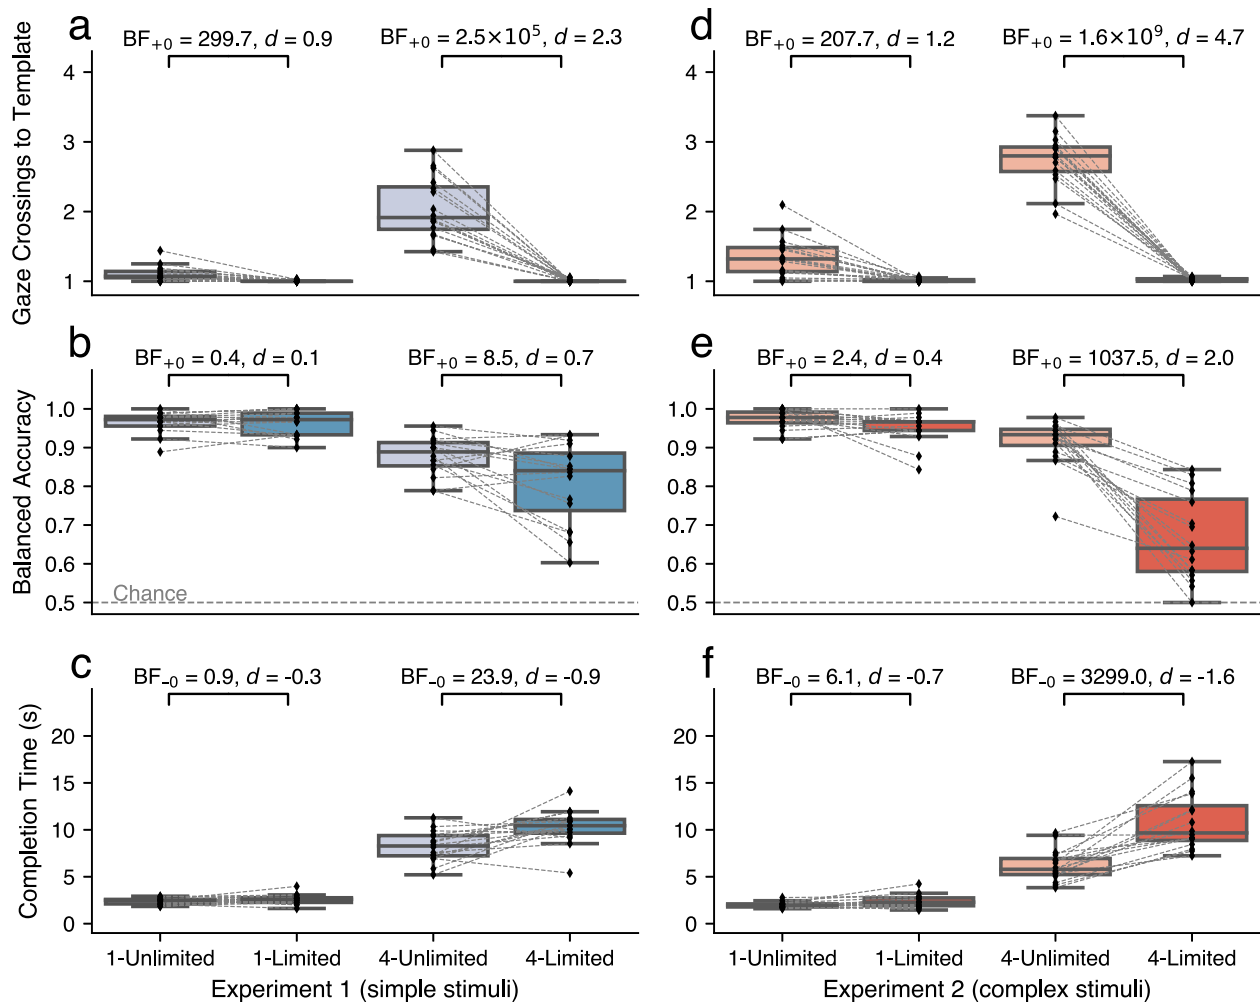 a
BF+0 = 299.7, d = 0.9
BF+0 = 2.5×10⁵, d = 2.3
Gaze Crossings to Template
4
3
2
1
d
BF+0 = 207.7, d = 1.2
BF+0 = 1.6×10⁹, d = 4.7
4
3
2
1
b
BF+0 = 0.4, d = 0.1
BF+0 = 8.5, d = 0.7
Balanced Accuracy
1.0
0.9
0.8
0.7
0.6
0.5
Chance
e
BF+0 = 2.4, d = 0.4
BF+0 = 1037.5, d = 2.0
1.0
0.9
0.8
0.7
0.6
0.5
c
BF−0 = 0.9, d = -0.3
BF−0 = 23.9, d = -0.9
Completion Time (s)
20
15
10
5
0
1-Unlimited
1-Limited
4-Unlimited
4-Limited
Experiment 1 (simple stimuli)
f
BF−0 = 6.1, d = -0.7
BF−0 = 3299.0, d = -1.6
20
15
10
5
0
1-Unlimited
1-Limited
4-Unlimited
4-Limited
Experiment 2 (complex stimuli)